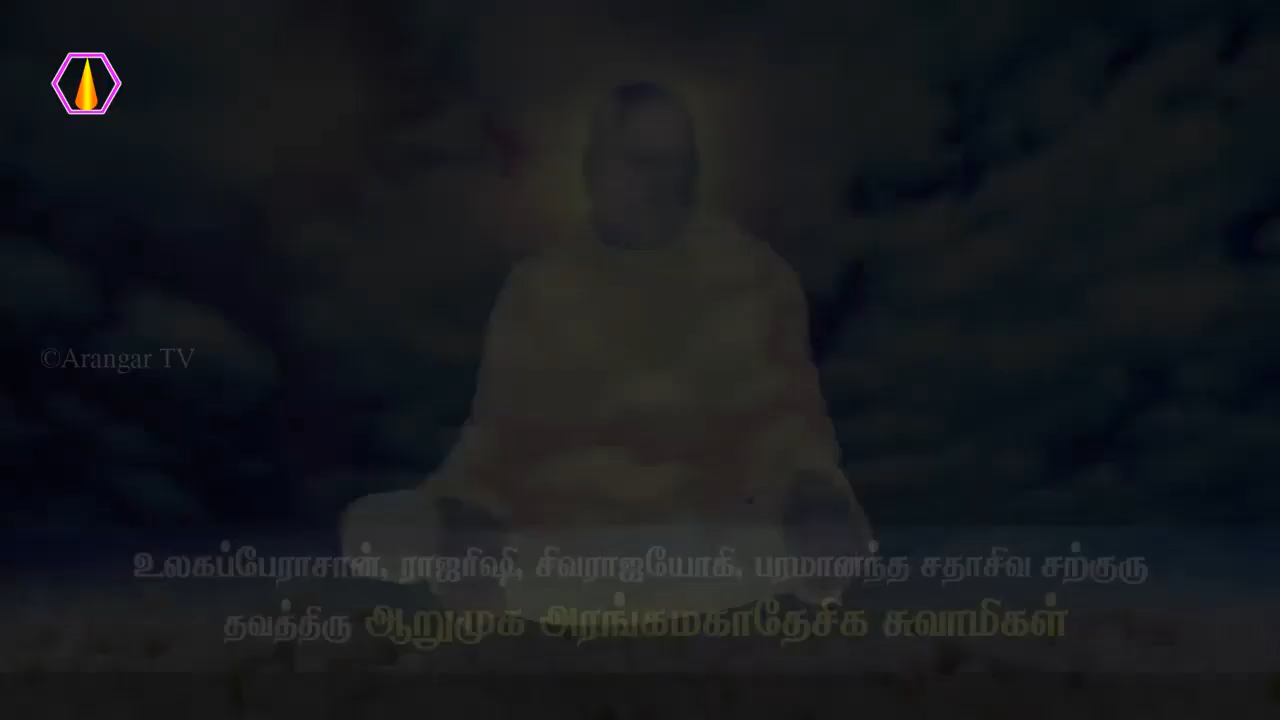 ©Arangar TV
உலகப்பேராசான், ராஜரிஷி, சிவராஜயோகி, பரமானந்த சதாசிவ சற்குரு
தவத்திரு ஆறுமுக அரங்கமகாதேசிக சுவாமிகள்